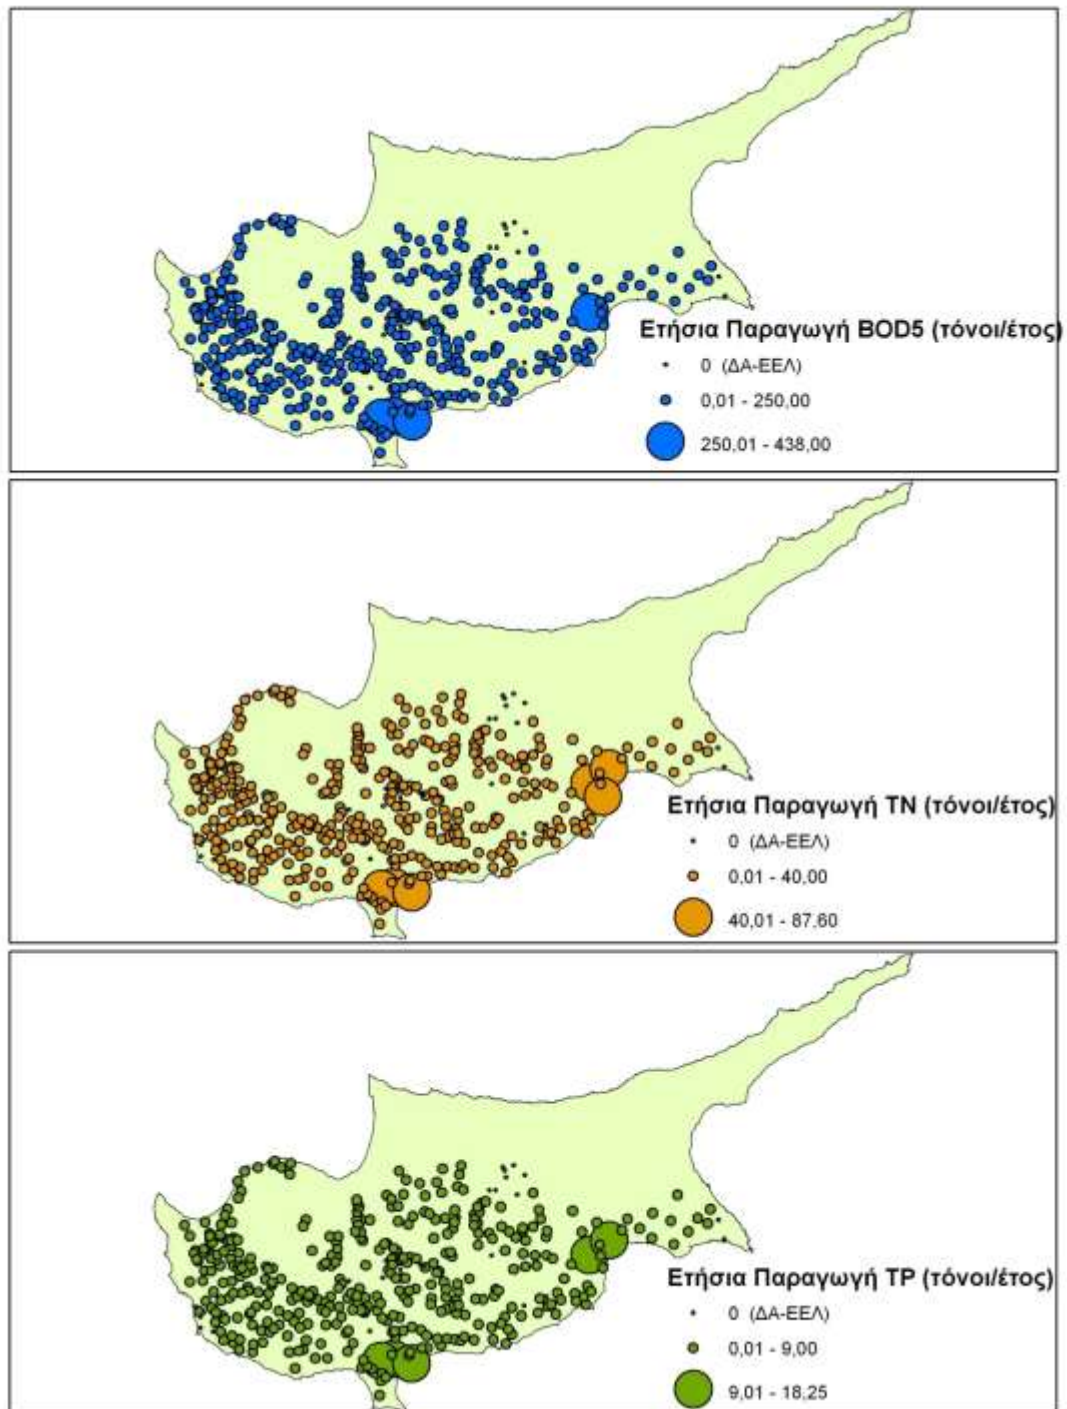 Ετήσια Παραγωγή BOD5 (τόνοι/έτος)
0 (ΔΑ-ΕΕΛ)
0,01 - 250,00
250,01 - 438,00
Ετήσια Παραγωγή TN (τόνοι/έτος)
0 (ΔΑ-ΕΕΛ)
0,01 - 40,00
40,01 - 87,60
Ετήσια Παραγωγή TP (τόνοι/έτος)
0 (ΔΑ-ΕΕΛ)
0,01 - 9,00
9,01 - 18,25